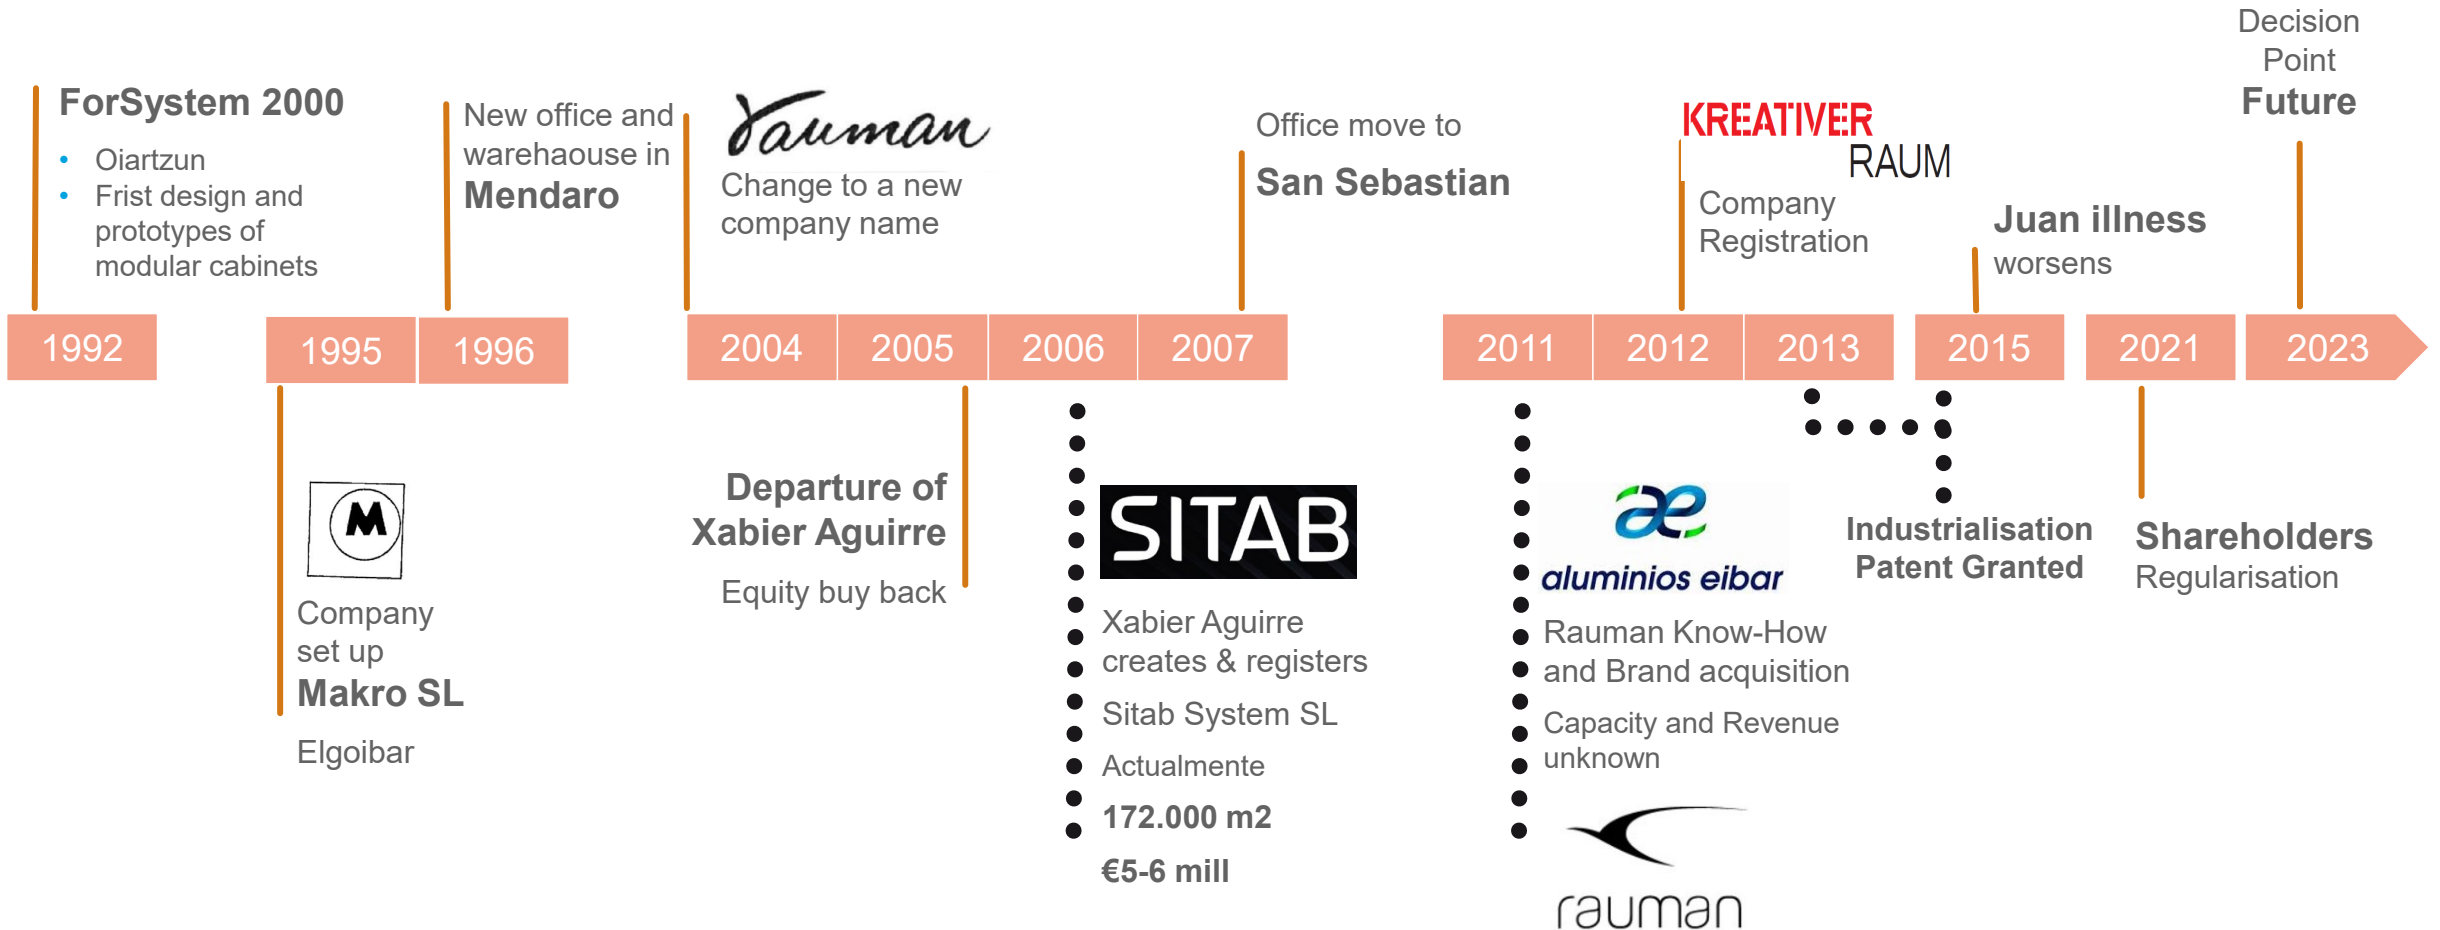 ForSystem 2000
• Oiartzun
• Frist design and
prototypes of
modular cabinets
New office and
warehaouse in
Mendaro
rauman
Change to a new
company name
Office move to
San Sebastian
KREATIVER
RAUM
Company
Registration
Juan illness
worsens
Decision
Point
Future
1992
1995
1996
2004
2005
2006
2007
2011
2012
2013
2015
2021
2023
M
Company
set up
Makro SL
Elgoibar
Departure of
Xabier Aguirre
Equity buy back
SITAB
Xabier Aguirre
creates & registers
Sitab System SL
Actualmente
172.000 m2
€5-6 mill
ae
aluminios eibar
Rauman Know-How
and Brand acquisition
Capacity and Revenue
unknown
rauman
Industrialisation
Patent Granted
Shareholders
Regularisation